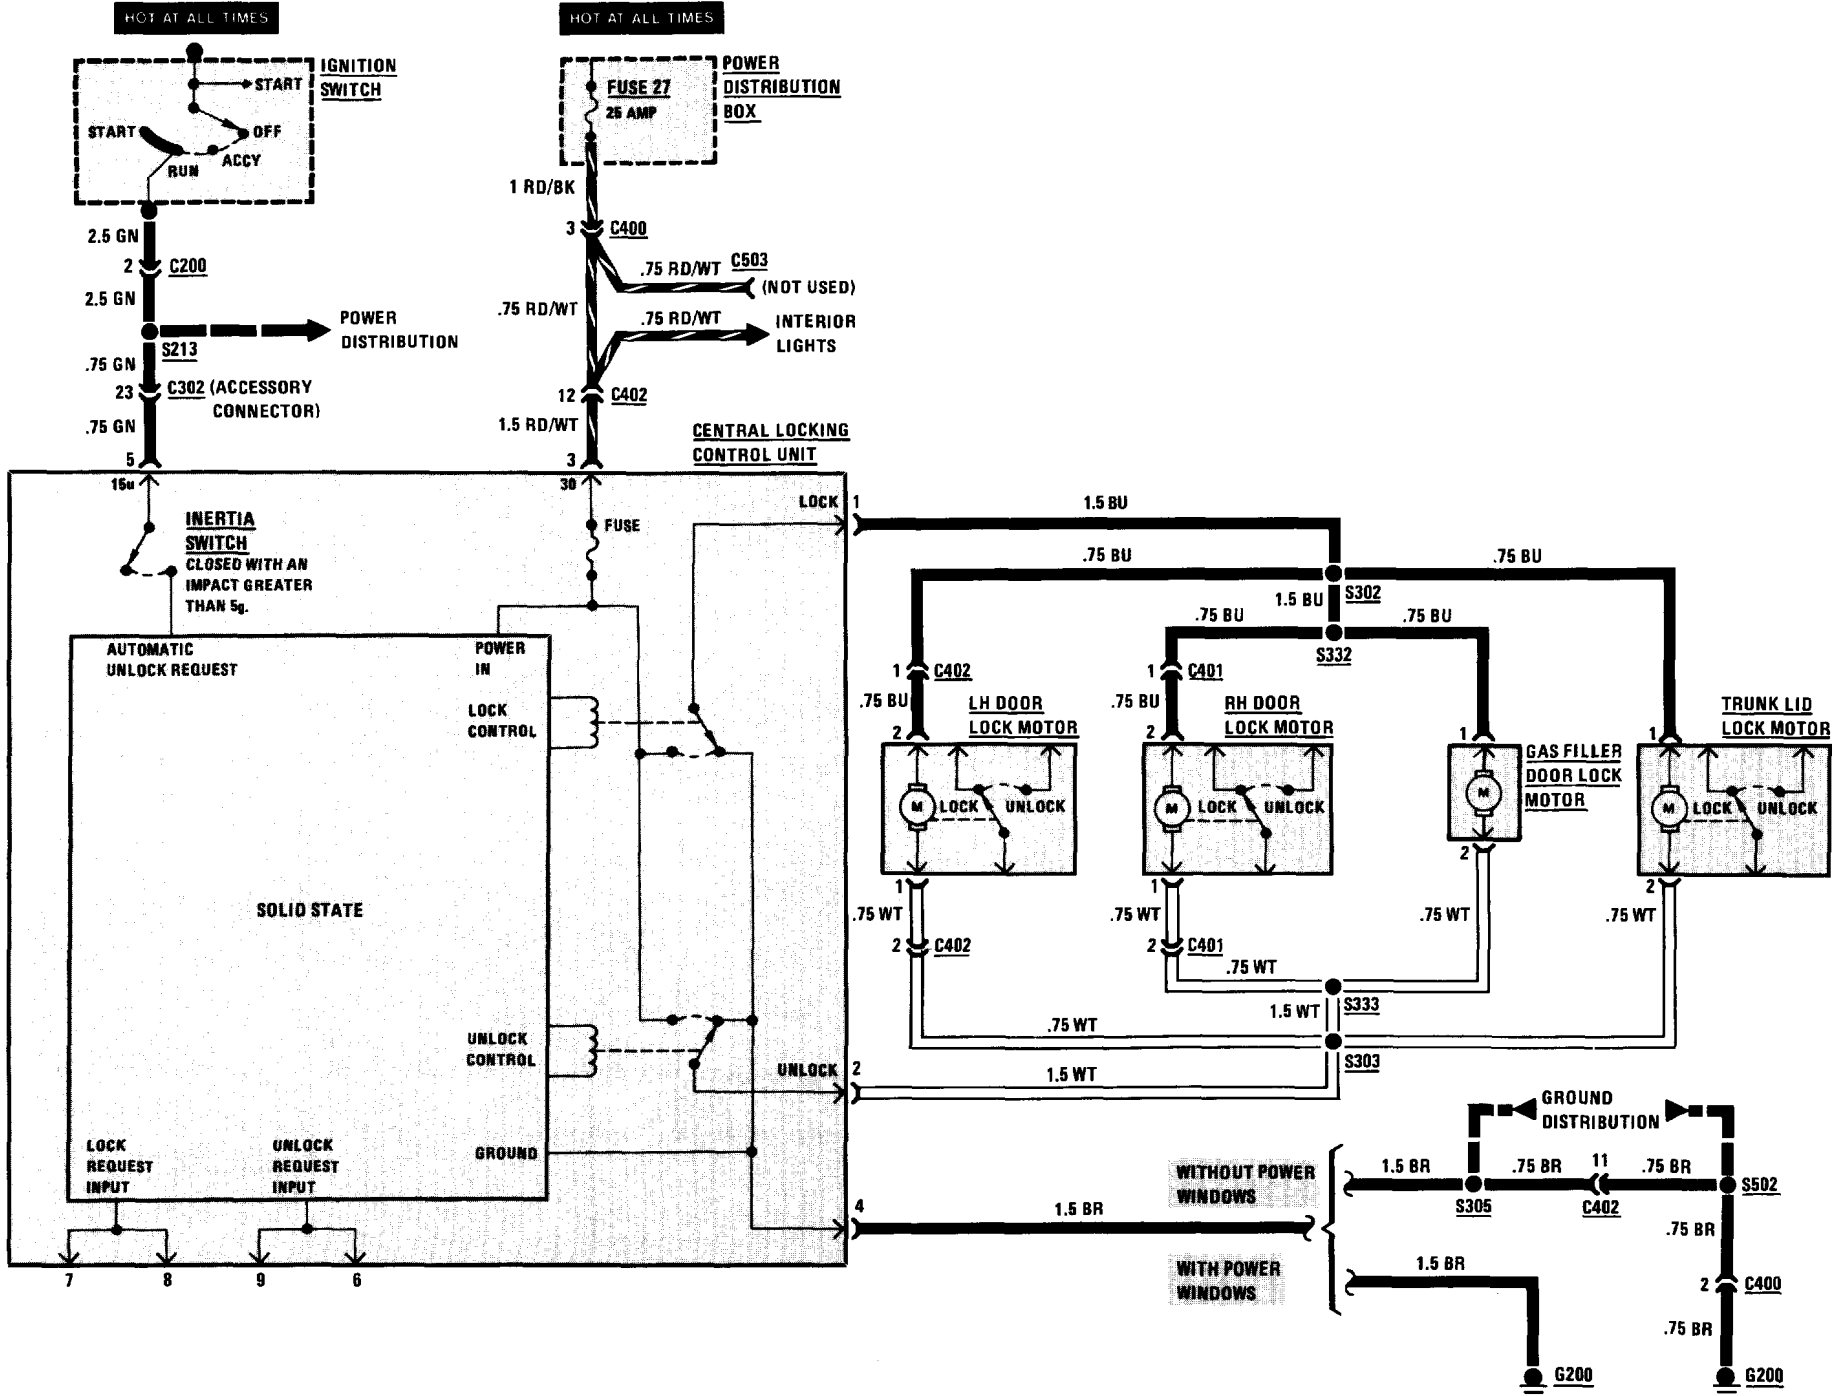 HOT AT ALL TIMES
HOT AT ALL TIMES
IGNITION
SWITCH
START
START
OFF
ACCY
RUN
POWER
DISTRIBUTION
BOX
FUSE 27
25 AMP
2.5 GN
2
C200
2.5 GN
S213
POWER
DISTRIBUTION
.75 GN
23
C302 (ACCESSORY
CONNECTOR)
.75 GN
5
1 RD/BK
3
C400
.75 RD/WT
C503
(NOT USED)
.75 RD/WT
.75 RD/WT
INTERIOR
LIGHTS
12
C402
1.5 RD/WT
3
CENTRAL LOCKING
CONTROL UNIT
15u
30
INERTIA
SWITCH
CLOSED WITH AN
IMPACT GREATER
THAN 5g.
FUSE
LOCK
1
AUTOMATIC
UNLOCK REQUEST
POWER
IN
LOCK
CONTROL
SOLID STATE
UNLOCK
CONTROL
UNLOCK
2
GROUND
LOCK
REQUEST
INPUT
UNLOCK
REQUEST
INPUT
4
7
8
9
6
1.5 BU
.75 BU
.75 BU
S302
1.5 BU
.75 BU
.75 BU
S332
1
C402
.75 BU
2
LH DOOR
LOCK MOTOR
M
LOCK
UNLOCK
1
.75 WT
2
C402
1
C401
.75 BU
2
RH DOOR
LOCK MOTOR
M
LOCK
UNLOCK
1
.75 WT
2
C401
1
GAS FILLER
DOOR LOCK
MOTOR
M
2
.75 WT
TRUNK LID
LOCK MOTOR
1
M
LOCK
UNLOCK
2
.75 WT
.75 WT
S333
1.5 WT
.75 WT
S303
1.5 WT
GROUND
DISTRIBUTION
WITHOUT POWER
WINDOWS
1.5 BR
S305
.75 BR
11
C402
.75 BR
S502
1.5 BR
.75 BR
WITH POWER
WINDOWS
1.5 BR
2
C400
.75 BR
G200
G200